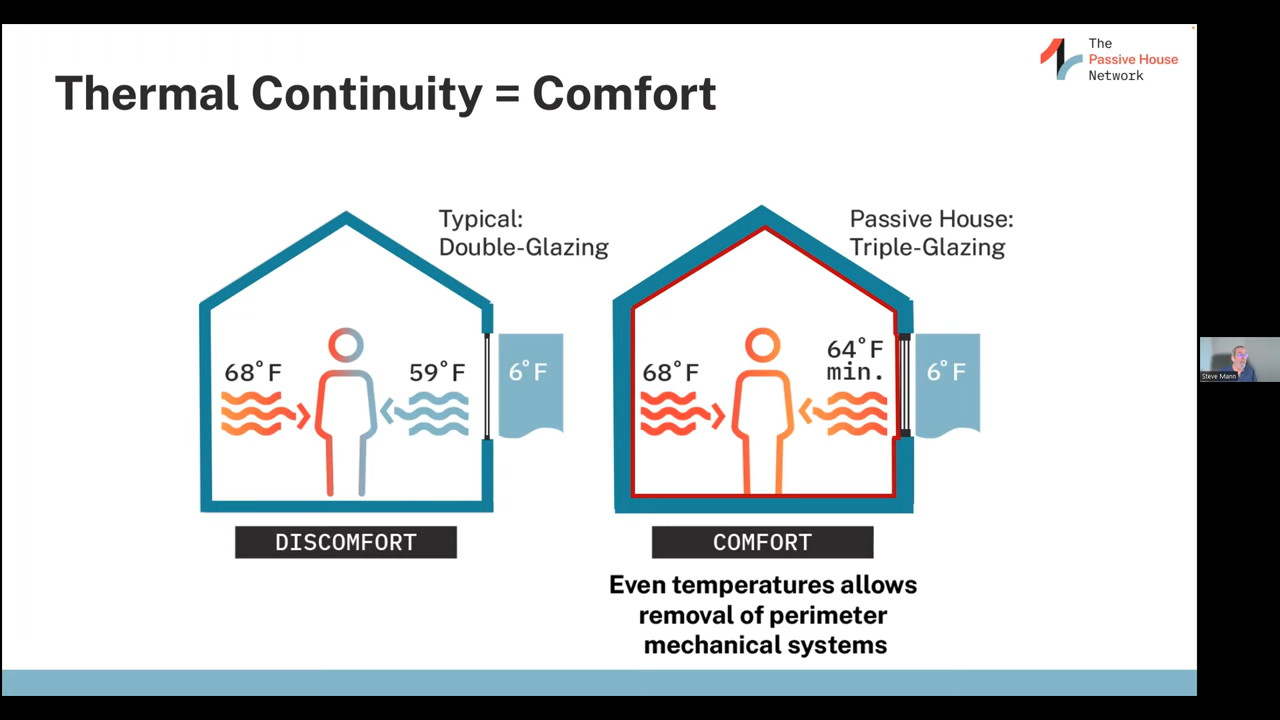 The
Passive House
Network
Thermal Continuity = Comfort
Typical:
Double-Glazing
68°F
59°F
6°F
DISCOMFORT
Passive House:
Triple-Glazing
68°F
64°F
min.
6°F
COMFORT
Even temperatures allows
removal of perimeter
mechanical systems
Steve Mann